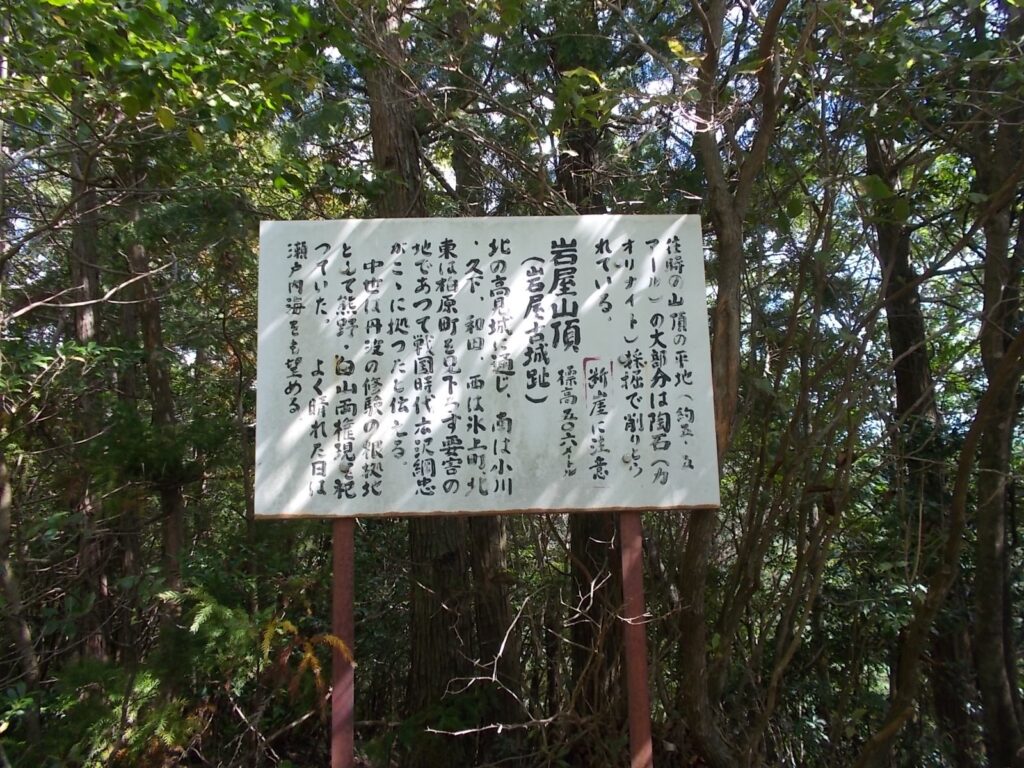 往時の山頂の平地(約五〇
アール)の大部分は陶石(カ
オリナイト)採掘で削りとら
れている。
断崖に注意
岩屋山頂 標高五〇六メートル
(岩屋古城趾)
北の高見城に通じ、南は小川
・久下、和田、西は氷上町、北
東は柏原町を見下ろす要害の
地であつて戦国時代広沢綱忠
がここに拠つたと伝える。
中世は丹波の修験の根拠地
として熊野、白山両権現を祀
つていた。よく晴れた日は
瀬戸内海をも望める。